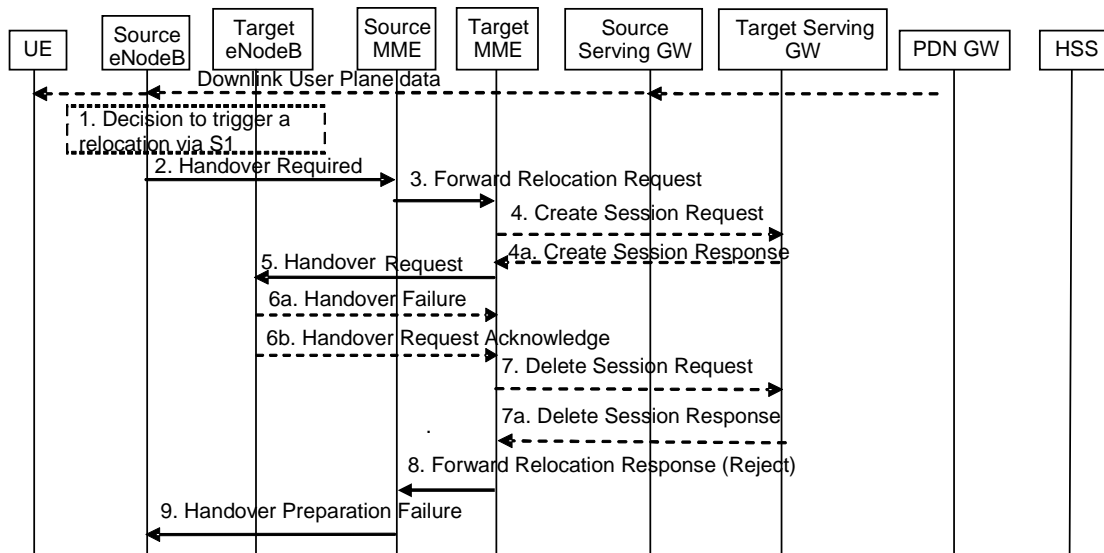 UE
Source
eNodeB
Target
eNodeB
Source
MME
Target
MME
Source
Serving GW
Target Serving
GW
PDN GW
HSS
Downlink User Plane data
1. Decision to trigger a
relocation via S1
2. Handover Required
3. Forward Relocation Request
4. Create Session Request
4a. Create Session Response
5. Handover Request
6a. Handover Failure
6b. Handover Request Acknowledge
7. Delete Session Request
7a. Delete Session Response
.
8. Forward Relocation Response (Reject)
9. Handover Preparation Failure